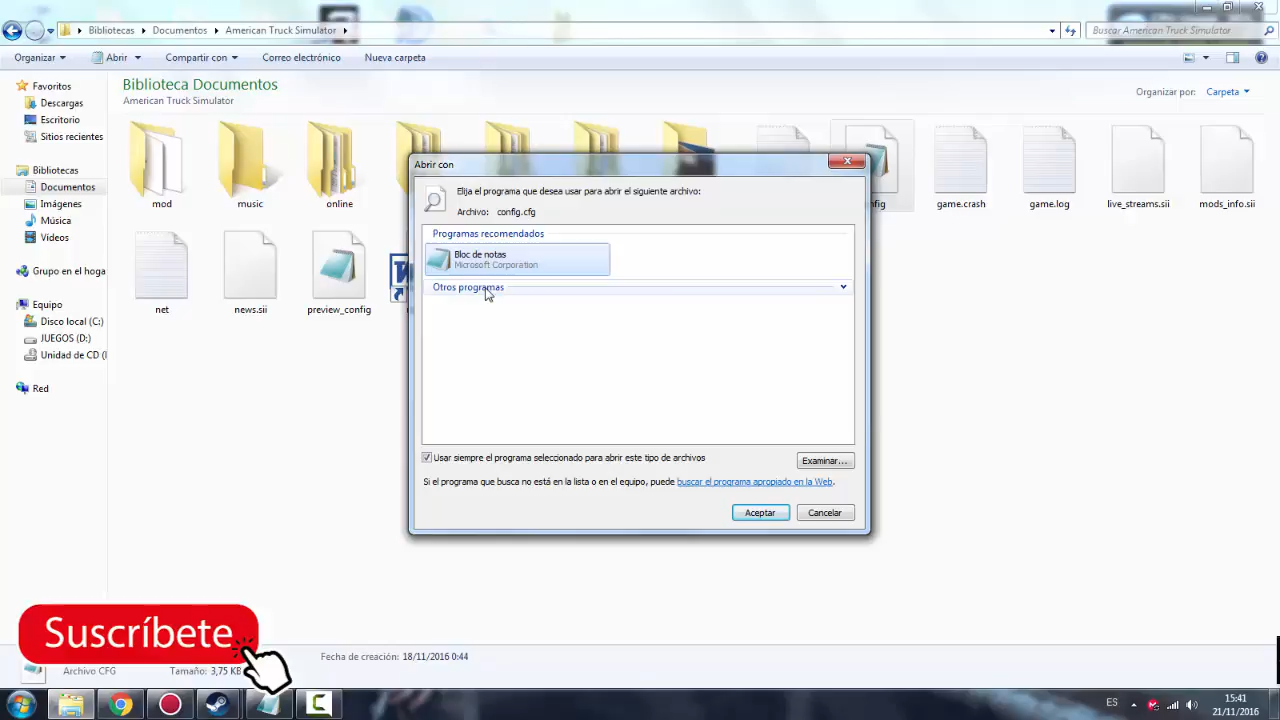 Bibliotecas
Documentos
American Truck Simulator
Buscar American Truck Simulator
Organizar
Abrir
Compartir con
Correo electrónico
Nueva carpeta
Favoritos
Descargas
Escritorio
Sitios recientes
Bibliotecas
Documentos
Imágenes
Música
Vídeos
Grupo en el hoga
Equipo
Disco local (C:)
JUEGOS (D:)
Unidad de CD (
Red
Biblioteca Documentos
American Truck Simulator
Organizar por: Carpeta
mod
music
online
game.crash
game.log
live_streams.sii
mods_info.sii
net
news.sii
preview_config
Abrir con
Elija el programa que desea usar para abrir el siguiente archivo:
Archivo: config.cfg
Programas recomendados
Bloc de notas
Microsoft Corporation
Otros programas
Usar siempre el programa seleccionado para abrir este tipo de archivos
Examinar...
Si el programa que busca no está en la lista o en el equipo, puede buscar el programa apropiado en la Web.
Aceptar
Cancelar
Suscríbete
Fecha de creación: 18/11/2016 0:44
Archivo CFG
Tamaño: 3,75 KB
ES
15:41
21/11/2016